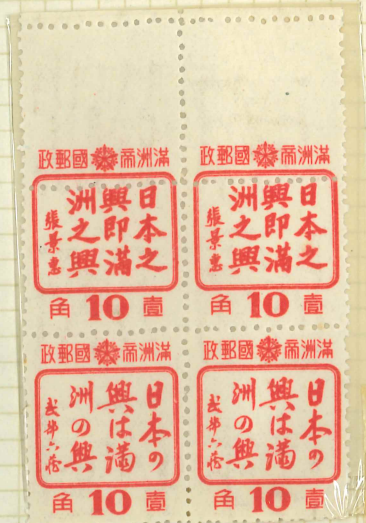 滿洲帝國郵政
日本之
興即滿
洲之興
張景惠
壹 10 角
滿洲帝國郵政
日本之
興即滿
洲之興
張景惠
壹 10 角
滿洲帝國郵政
日本の
興は滿
洲の興
武部六蔵
壹 10 角
滿洲帝國郵政
日本の
興は滿
洲の興
武部六蔵
壹 10 角